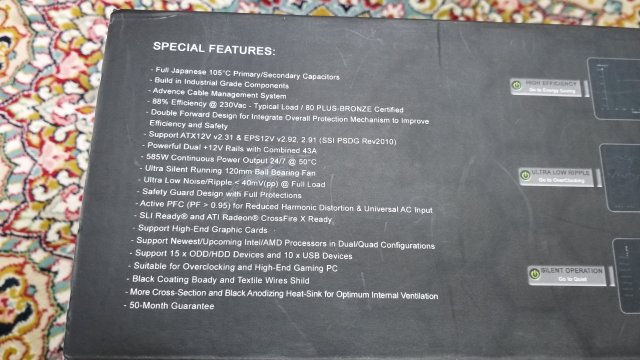 SPECIAL FEATURES:
- Full Japanese 105°C Primary/Secondary Capacitors
- Build in Industrial Grade Components
- Advence Cable Management System
- 88% Efficiency @ 230Vac - Typical Load / 80 PLUS-BRONZE Certified
- Double Forward Design for Integrate Overall Protection Mechanism to Improve
Efficiency and Safety
- Support ATX12V v2.31 & EPS12V v2.92, 2.91 (SSI PSDG Rev2010)
- Powerful Dual +12V Rails with Combined 43A
- 585W Continuous Power Output 24/7 @ 50°C
- Ultra Silent Running 120mm Ball Bearing Fan
- Ultra Low Noise/Ripple < 40mV(pp) @ Full Load
- Safety Guard Design with Full Protections
- Active PFC (PF > 0.95) for Reduced Harmonic Distortion & Universal AC Input
- SLI Ready® and ATI Radeon® CrossFire X Ready
- Support High-End Graphic Cards
- Support Newest/Upcoming Intel/AMD Processors in Dual/Quad Configurations
- Support 15 x ODD/HDD Devices and 10 x USB Devices
- Suitable for Overclocking and High-End Gaming PC
- Black Coating Boady and Textile Wires Shild
- More Cross-Section and Black Anodizing Heat-Sink for Optimum Internal Ventilation
- 50-Month Guarantee
HIGH EFFICIENCY
Go to Energy Saving
ULTRA LOW RIPPLE
Go to OverClocking
SILENT OPERATION
Go to Quiet